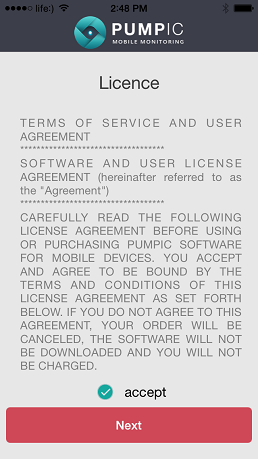 life:) 2:48 PM
PUMPIC
MOBILE MONITORING
Licence
TERMS OF SERVICE AND USER
AGREEMENT
************************************
SOFTWARE AND USER LICENSE
AGREEMENT (hereinafter referred to as
the "Agreement")
************************************
CAREFULLY READ THE FOLLOWING
LICENSE AGREEMENT BEFORE USING
OR PURCHASING PUMPIC SOFTWARE
FOR MOBILE DEVICES. YOU ACCEPT
AND AGREE TO BE BOUND BY THE
TERMS AND CONDITIONS OF THIS
LICENSE AGREEMENT AS SET FORTH
BELOW. IF YOU DO NOT AGREE TO THIS
AGREEMENT, YOUR ORDER WILL BE
CANCELED, THE SOFTWARE WILL NOT
BE DOWNLOADED AND YOU WILL NOT
BE CHARGED.
accept
Next